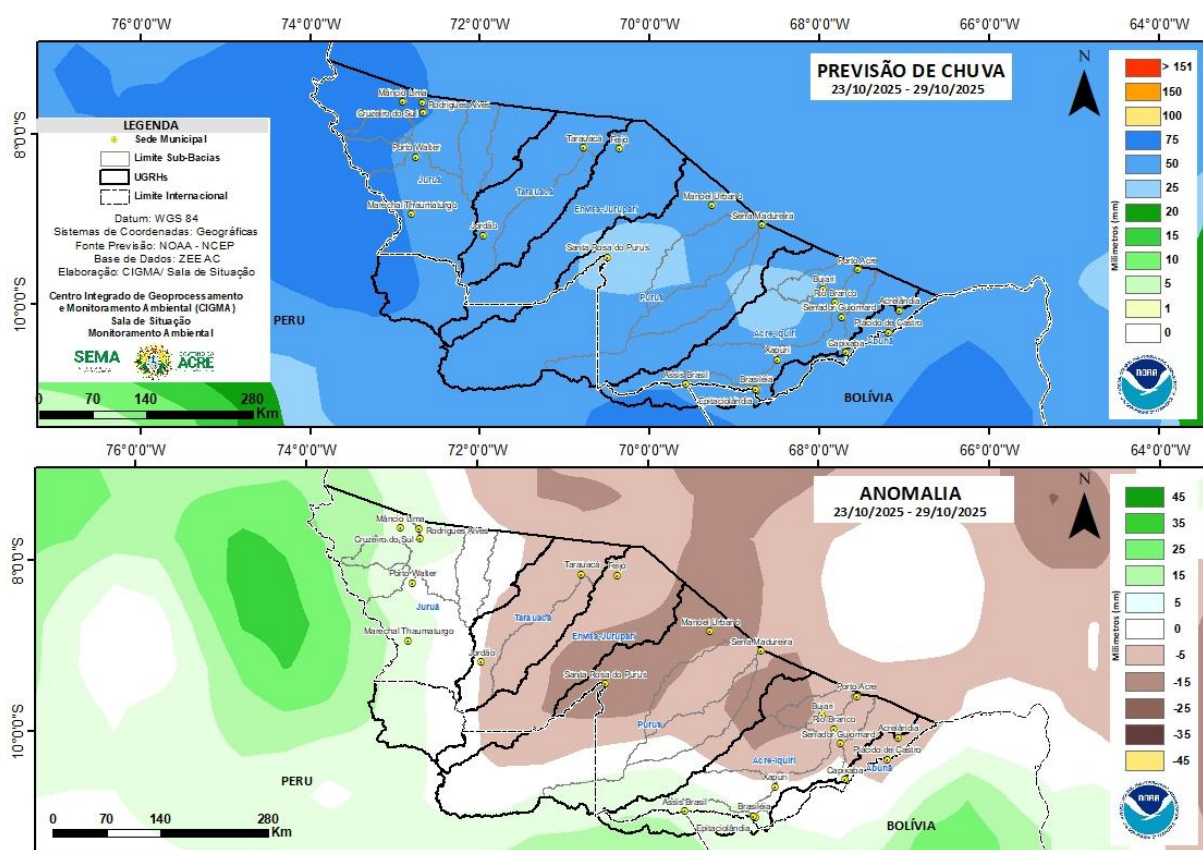 76°0'0"W 74°0'0"W 72°0'0"W 70°0'0"W 68°0'0"W 66°0'0"W 64°0'0"W
8°0'0"S
10°0'0"S
PREVISÃO DE CHUVA
23/10/2025 - 29/10/2025
N
LEGENDA
Sede Municipal
Limite Sub-Bacias
UGRHs
Limite Internacional
Datum: WGS 84
Sistemas de Coordenadas: Geográficas
Fonte Previsão: NOAA - NCEP
Base de Dados: ZEE AC
Elaboração: CIGMA/ Sala de Situação
Centro Integrado de Geoprocessamento
e Monitoramento Ambiental (CIGMA)
Sala de Situação
Monitoramento Ambiental
SEMA
ACRE
0 70 140 280
Km
Mâncio Lima
Rodrigues Alves
Cruzeiro do Sul
Porto Walter
Juruá
Marechal Thaumaturgo
Jordão
Tarauacá
Feijó
Tarauacá
Envira-Jurupari
Manoel Urbano
Sena Madureira
Santa Rosa do Purus
Purus
Porto Acre
Bujari
Rio Branco
Senador Guiomard
Acrelândia
Plácido de Castro
Abunã
Acre-Iquiri
Capixaba
Xapuri
Assis Brasil
Brasiléia
Epitaciolândia
PERU
BOLÍVIA
Milímetros (mm)
> 151
150
100
75
50
25
20
15
10
5
1
0
NOAA
76°0'0"W 74°0'0"W 72°0'0"W 70°0'0"W 68°0'0"W 66°0'0"W 64°0'0"W
8°0'0"S
10°0'0"S
ANOMALIA
23/10/2025 - 29/10/2025
N
Mâncio Lima
Rodrigues Alves
Cruzeiro do Sul
Porto Walter
Juruá
Marechal Thaumaturgo
Jordão
Tarauacá
Feijó
Tarauacá
Envira-Jurupari
Manoel Urbano
Sena Madureira
Santa Rosa do Purus
Purus
Porto Acre
Bujari
Rio Branco
Senador Guiomard
Acrelândia
Plácido de Castro
Abunã
Acre-Iquiri
Capixaba
Xapuri
Assis Brasil
Brasiléia
Epitaciolândia
PERU
BOLÍVIA
0 70 140 280
Km
Milímetros (mm)
45
35
25
15
5
0
-5
-15
-25
-35
-45
NOAA